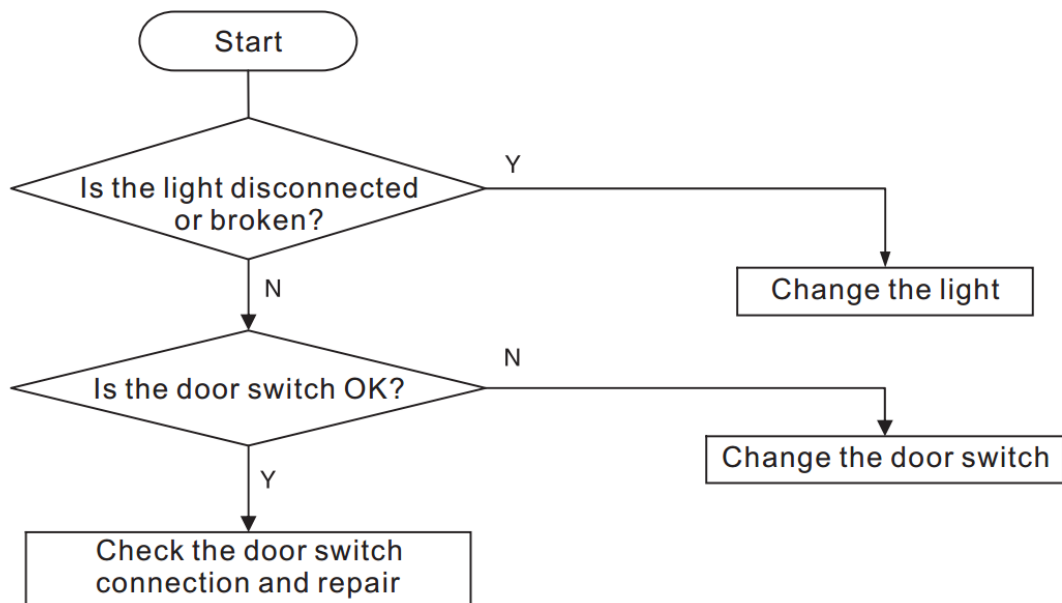 Start
Is the light disconnected
or broken?
Y
Change the light
N
Is the door switch OK?
N
Change the door switch
Y
Check the door switch
connection and repair